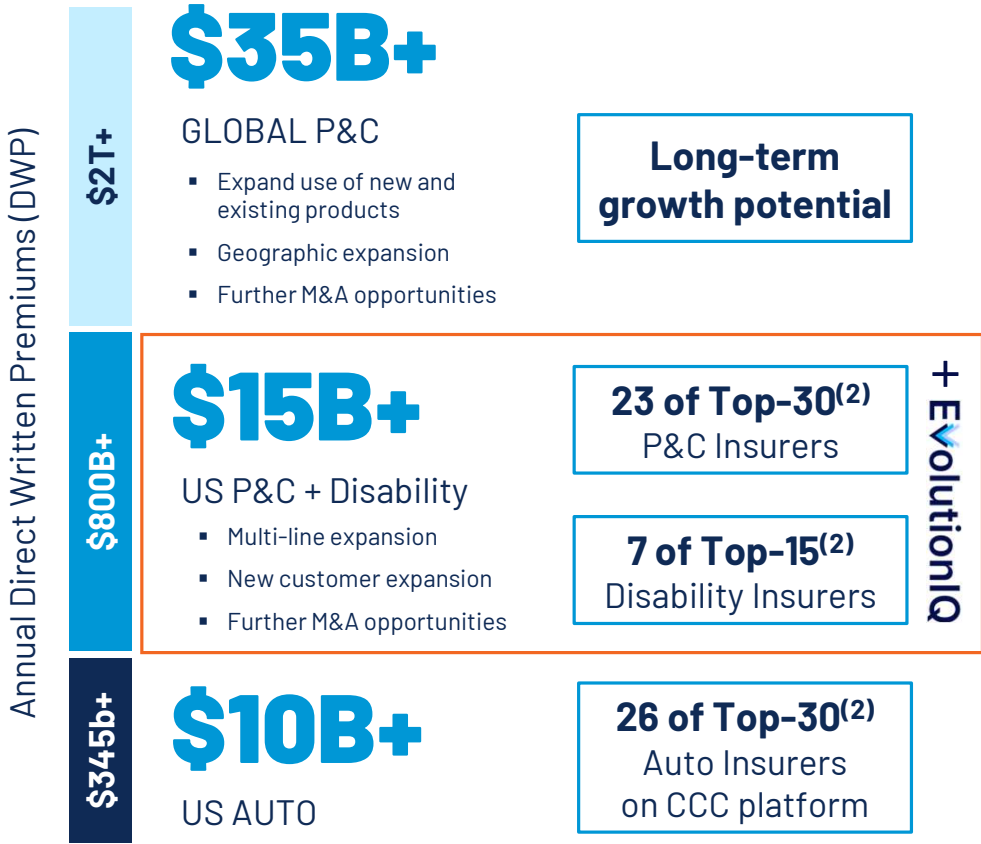 Annual Direct Written Premiums (DWP)
$2T+
$35B+
GLOBAL P&C
▪ Expand use of new and
existing products
▪ Geographic expansion
▪ Further M&A opportunities
Long-term
growth potential
$800B+
$15B+
US P&C + Disability
▪ Multi-line expansion
▪ New customer expansion
▪ Further M&A opportunities
23 of Top-30(2)
P&C Insurers
7 of Top-15(2)
Disability Insurers
+ EvolutionIQ
$345b+
$10B+
US AUTO
26 of Top-30(2)
Auto Insurers
on CCC platform